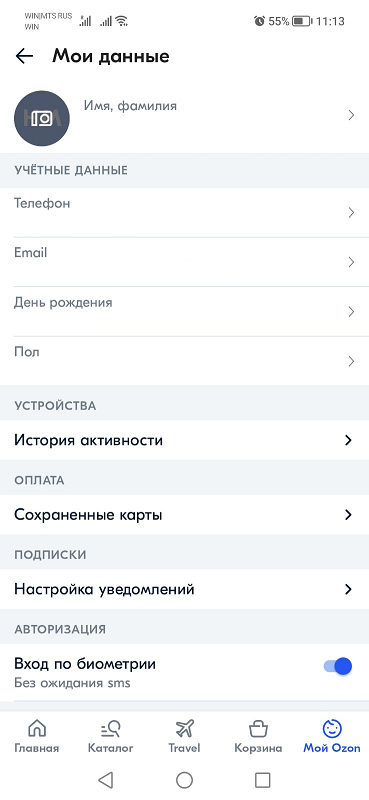 WIN|MTS RUS
WIN
55%
11:13
Мои данные
Имя, фамилия
УЧЁТНЫЕ ДАННЫЕ
Телефон
Email
День рождения
Пол
УСТРОЙСТВА
История активности
ОПЛАТА
Сохраненные карты
ПОДПИСКИ
Настройка уведомлений
АВТОРИЗАЦИЯ
Вход по биометрии
Без ожидания sms
Главная
Каталог
Travel
Корзина
Мой Ozon